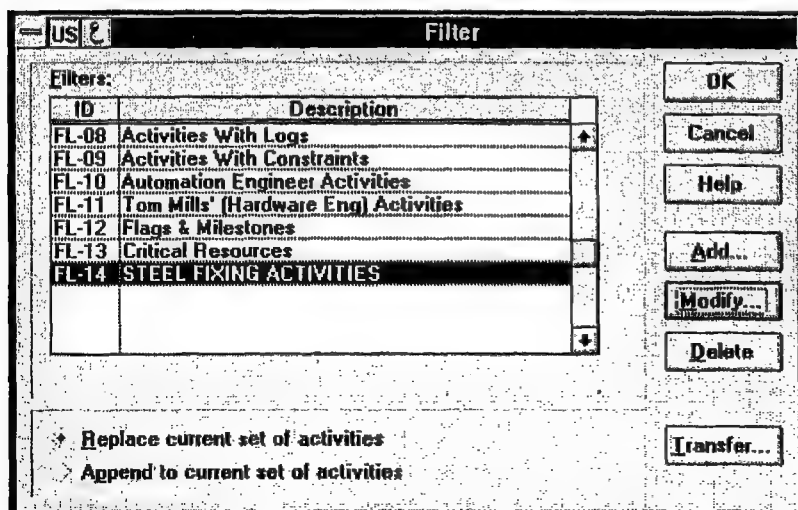 US
Filter
Filters:
ID Description
FL-08 Activities With Logs
FL-09 Activities With Constraints
FL-10 Automation Engineer Activities
FL-11 Tom Mills' (Hardware Eng) Activities
FL-12 Flags & Milestones
FL-13 Critical Resources
FL-14 STEEL FIXING ACTIVITIES
OK
Cancel
Help
Add...
Modify...
Delete
Replace current set of activities
Append to current set of activities
Transfer...